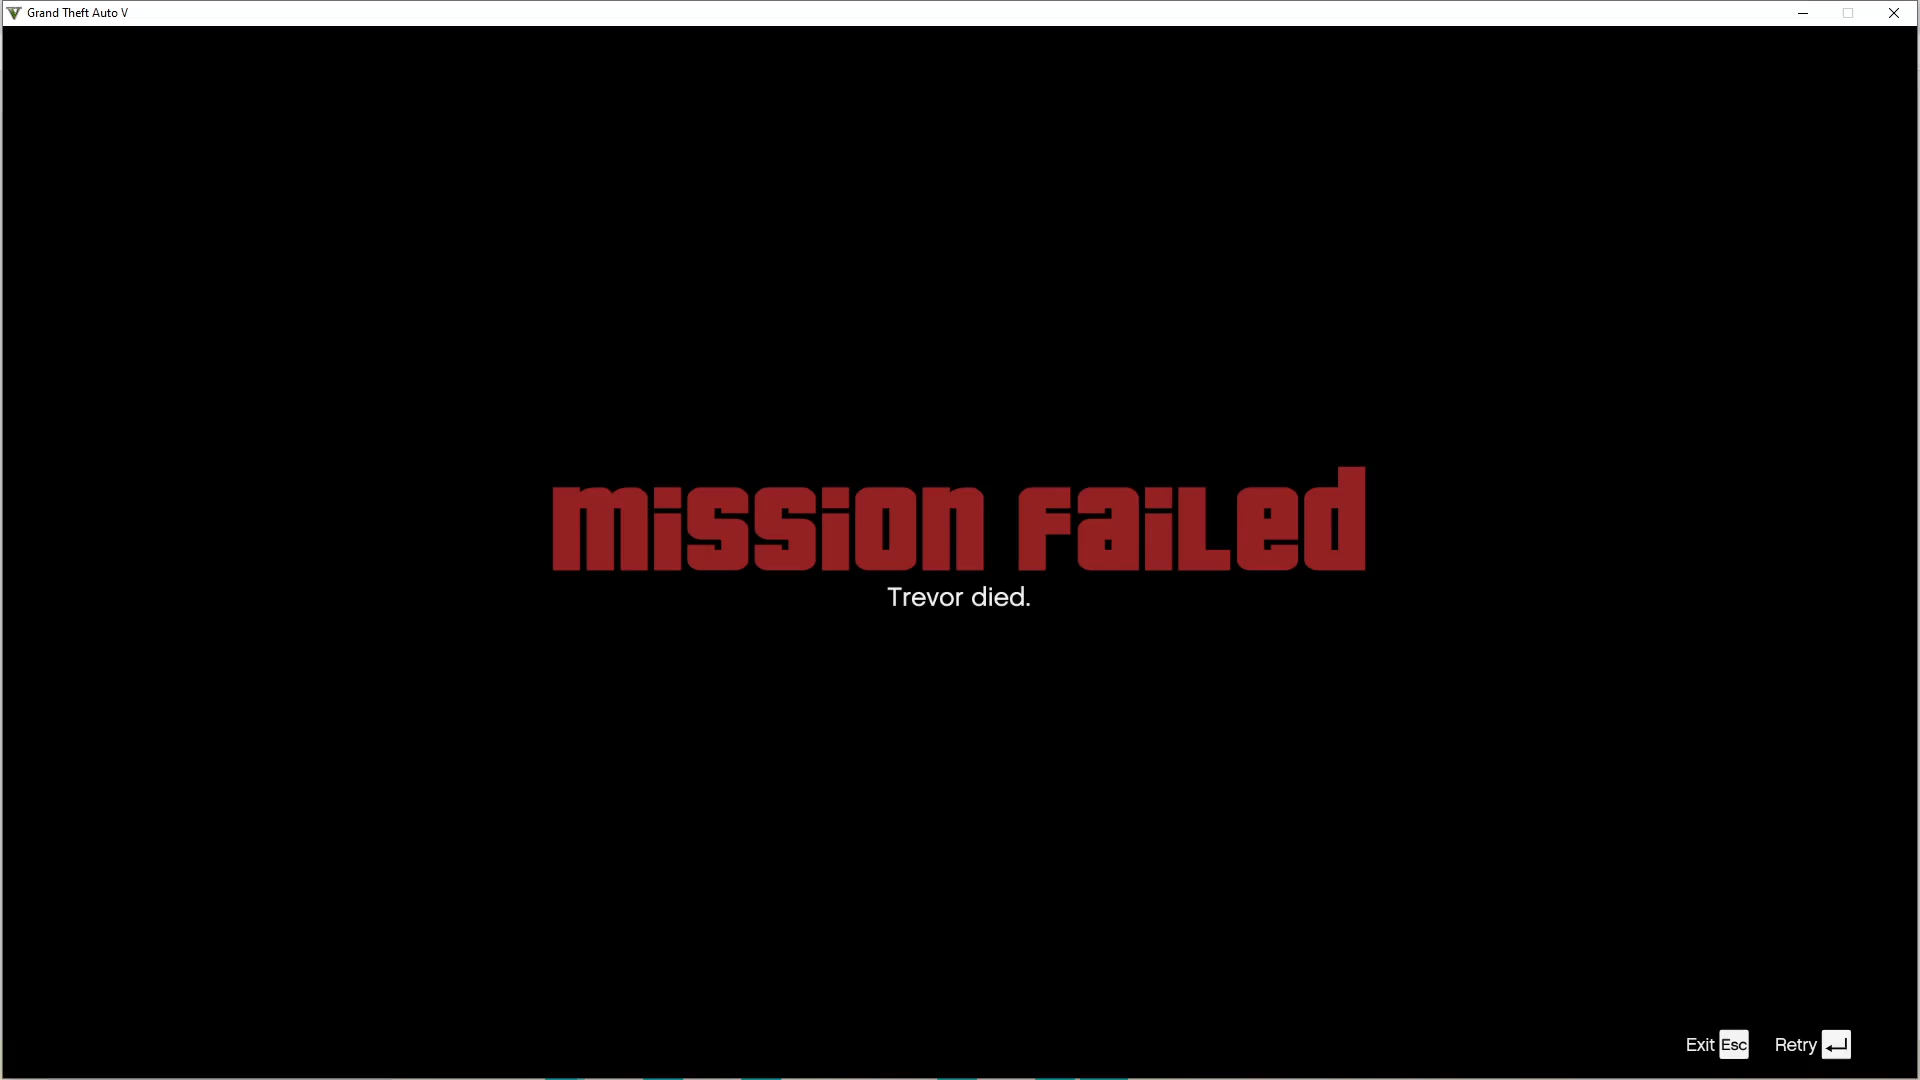 Grand Theft Auto V
mission failed
Trevor died.
Exit Esc Retry